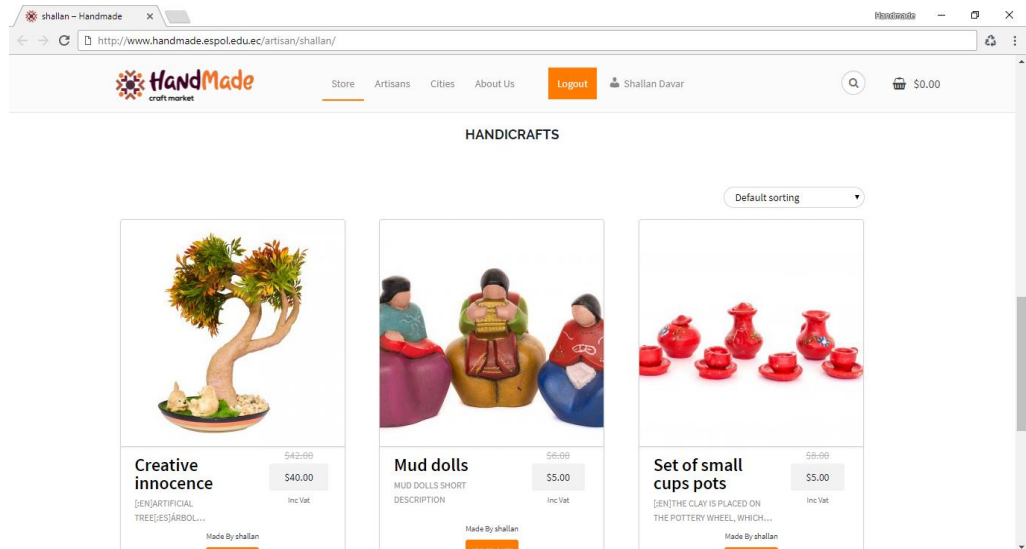 shallan – Handmade
Handmade
http://www.handmade.espol.edu.ec/artisan/shallan/
HandMade
craft market
Store
Artisans
Cities
About Us
Logout
Shallan Davar
$0.00
HANDICRAFTS
Default sorting
Creative
innocence
$42.00
$40.00
Inc Vat
[:EN]ARTIFICIAL
TREE[:ES]ÁRBOL...
Made By shallan
Mud dolls
$6.00
$5.00
Inc Vat
MUD DOLLS SHORT
DESCRIPTION
Made By shallan
Set of small
cups pots
$8.00
$5.00
Inc Vat
[:EN]THE CLAY IS PLACED ON
THE POTTERY WHEEL, WHICH...
Made By shallan